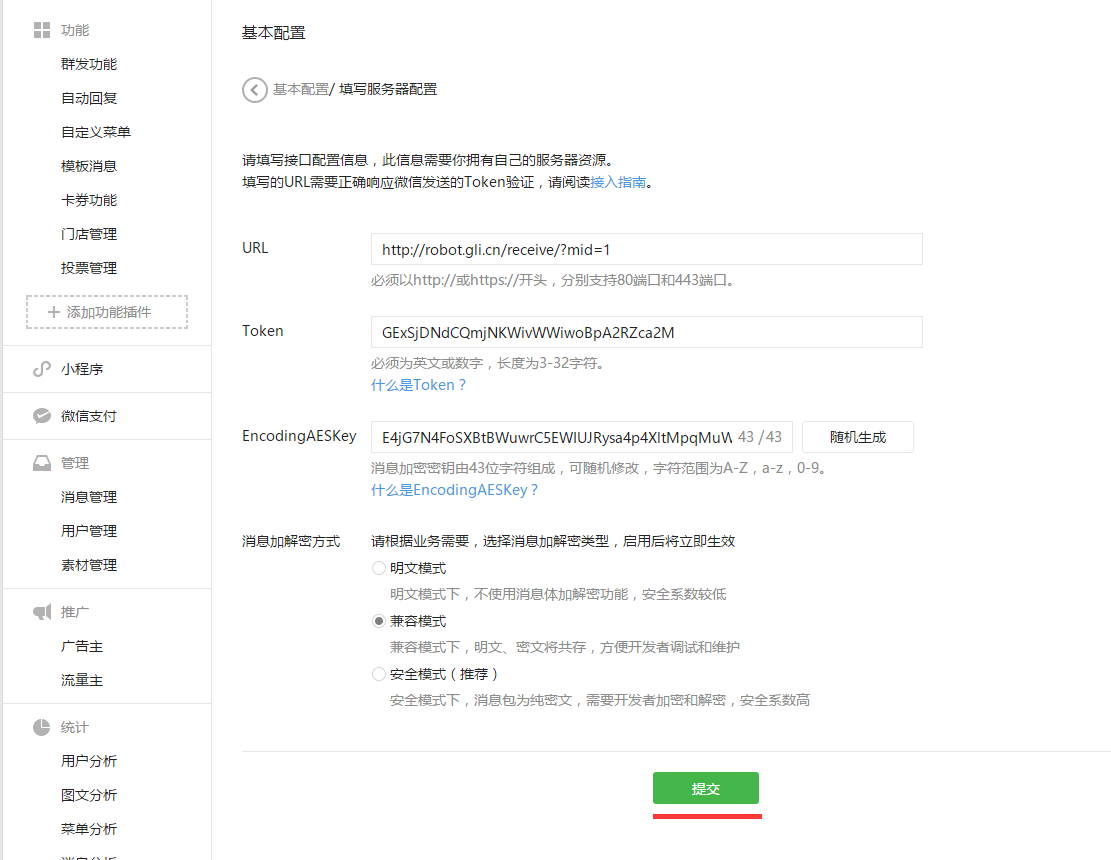 功能
群发功能
自动回复
自定义菜单
模板消息
卡券功能
门店管理
投票管理
添加功能插件
小程序
微信支付
管理
消息管理
用户管理
素材管理
推广
广告主
流量主
统计
用户分析
图文分析
菜单分析
基本配置
基本配置/ 填写服务器配置
请填写接口配置信息，此信息需要你拥有自己的服务器资源。
填写的URL需要正确响应微信发送的Token验证，请阅读接入指南。
URL
http://robot.gli.cn/receive/?mid=1
必须以http://或https://开头，分别支持80端口和443端口。
Token
GExSjDNdCQmjNKWivWWiwoBpA2RZca2M
必须为英文或数字，长度为3-32字符。
什么是Token？
EncodingAESKey
E4jG7N4FoSXBtBWuwrC5EWIUJRysa4p4XltMpqMuW 43 /43
随机生成
消息加密密钥由43位字符组成，可随机修改，字符范围为A-Z，a-z，0-9。
什么是EncodingAESKey？
消息加解密方式
请根据业务需要，选择消息加解密类型，启用后将立即生效
明文模式
明文模式下，不使用消息体加解密功能，安全系数较低
兼容模式
兼容模式下，明文、密文将共存，方便开发者调试和维护
安全模式（推荐）
安全模式下，消息包为纯密文，需要开发者加密和解密，安全系数高
提交